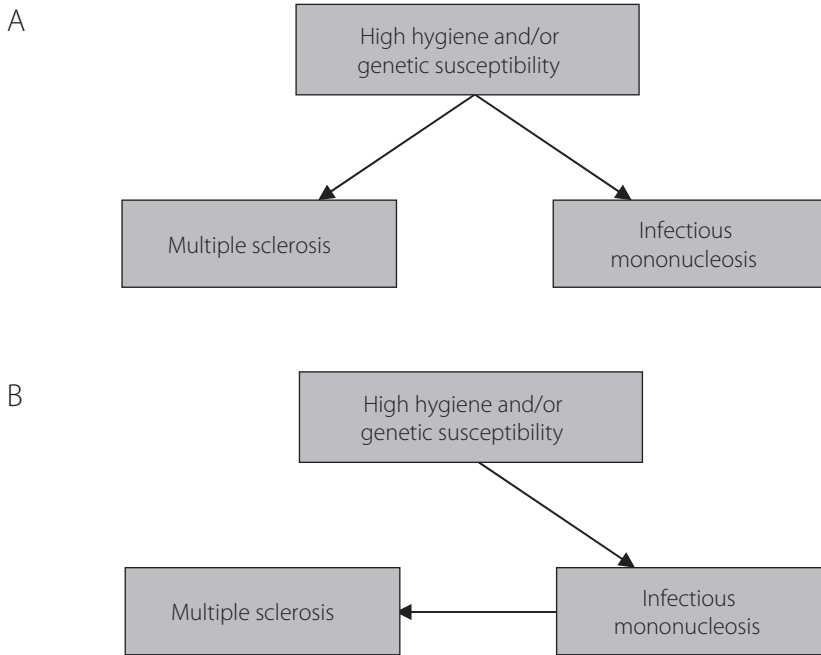 A
High hygiene and/or
genetic susceptibility
Multiple sclerosis
Infectious
mononucleosis
B
High hygiene and/or
genetic susceptibility
Multiple sclerosis
Infectious
mononucleosis